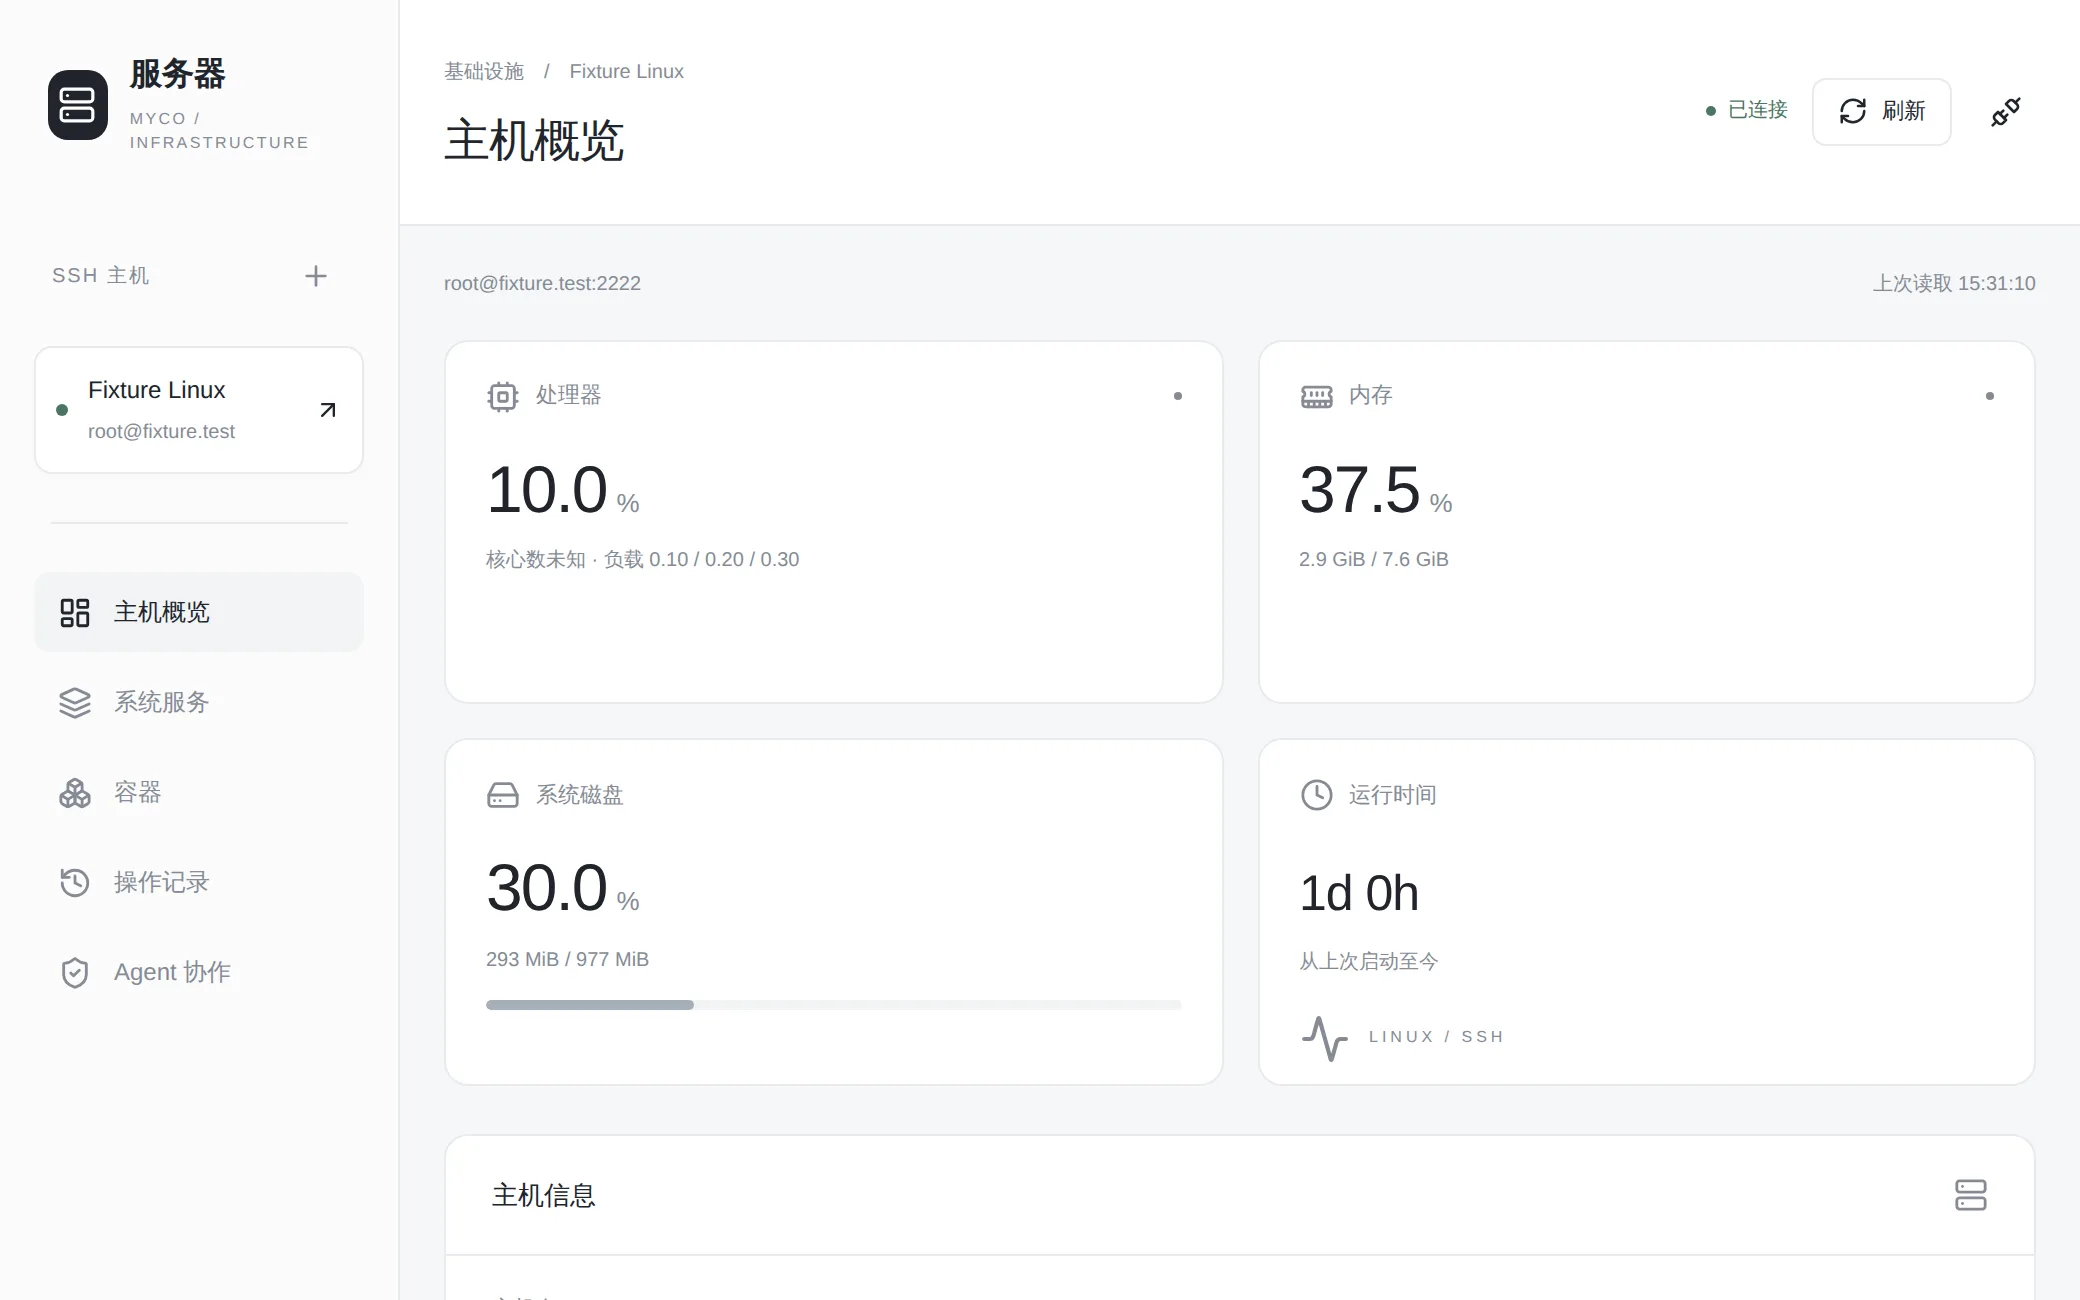 服务器
MYCO /
INFRASTRUCTURE
SSH 主机
Fixture Linux
root@fixture.test
主机概览
系统服务
容器
操作记录
Agent 协作
基础设施 / Fixture Linux
主机概览
已连接
刷新
root@fixture.test:2222
上次读取 15:31:10
处理器
10.0 %
核心数未知 · 负载 0.10 / 0.20 / 0.30
内存
37.5 %
2.9 GiB / 7.6 GiB
系统磁盘
30.0 %
293 MiB / 977 MiB
运行时间
1d 0h
从上次启动至今
LINUX / SSH
主机信息